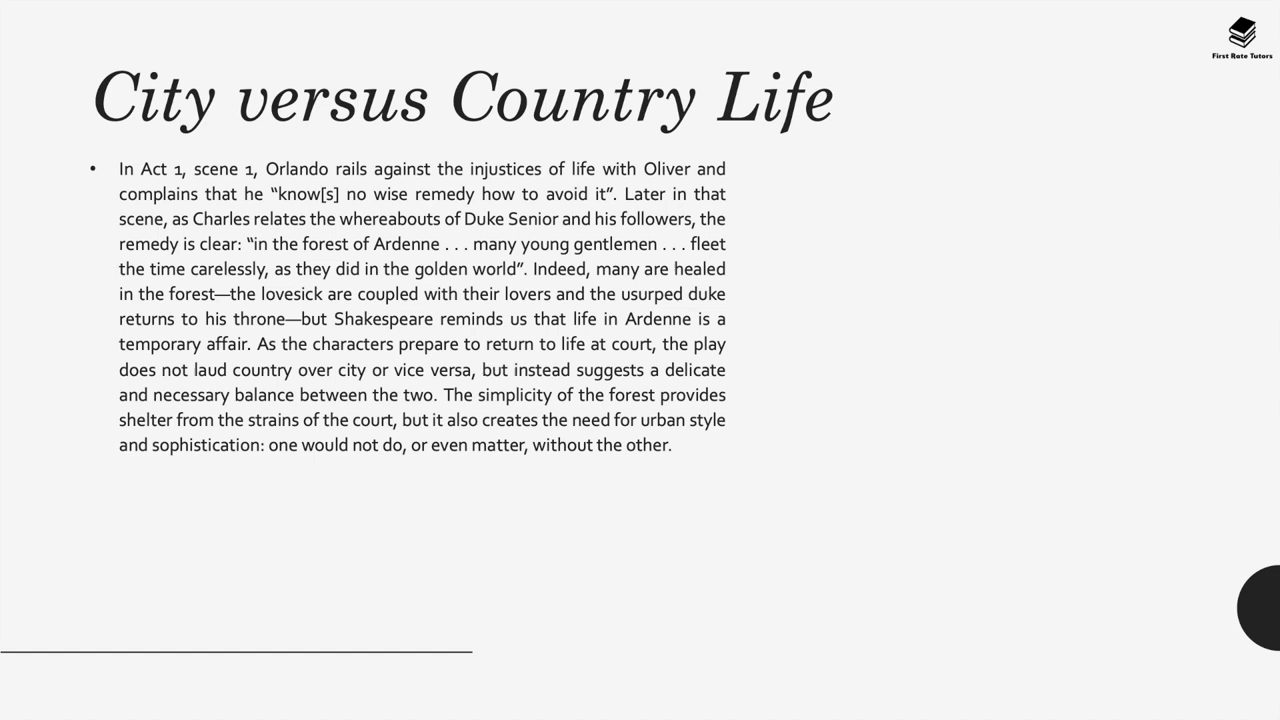 First Rate Tutors
City versus Country Life
• In Act 1, scene 1, Orlando rails against the injustices of life with Oliver and
complains that he “know[s] no wise remedy how to avoid it”. Later in that
scene, as Charles relates the whereabouts of Duke Senior and his followers, the
remedy is clear: “in the forest of Ardenne . . . many young gentlemen . . . fleet
the time carelessly, as they did in the golden world”. Indeed, many are healed
in the forest—the lovesick are coupled with their lovers and the usurped duke
returns to his throne—but Shakespeare reminds us that life in Ardenne is a
temporary affair. As the characters prepare to return to life at court, the play
does not laud country over city or vice versa, but instead suggests a delicate
and necessary balance between the two. The simplicity of the forest provides
shelter from the strains of the court, but it also creates the need for urban style
and sophistication: one would not do, or even matter, without the other.